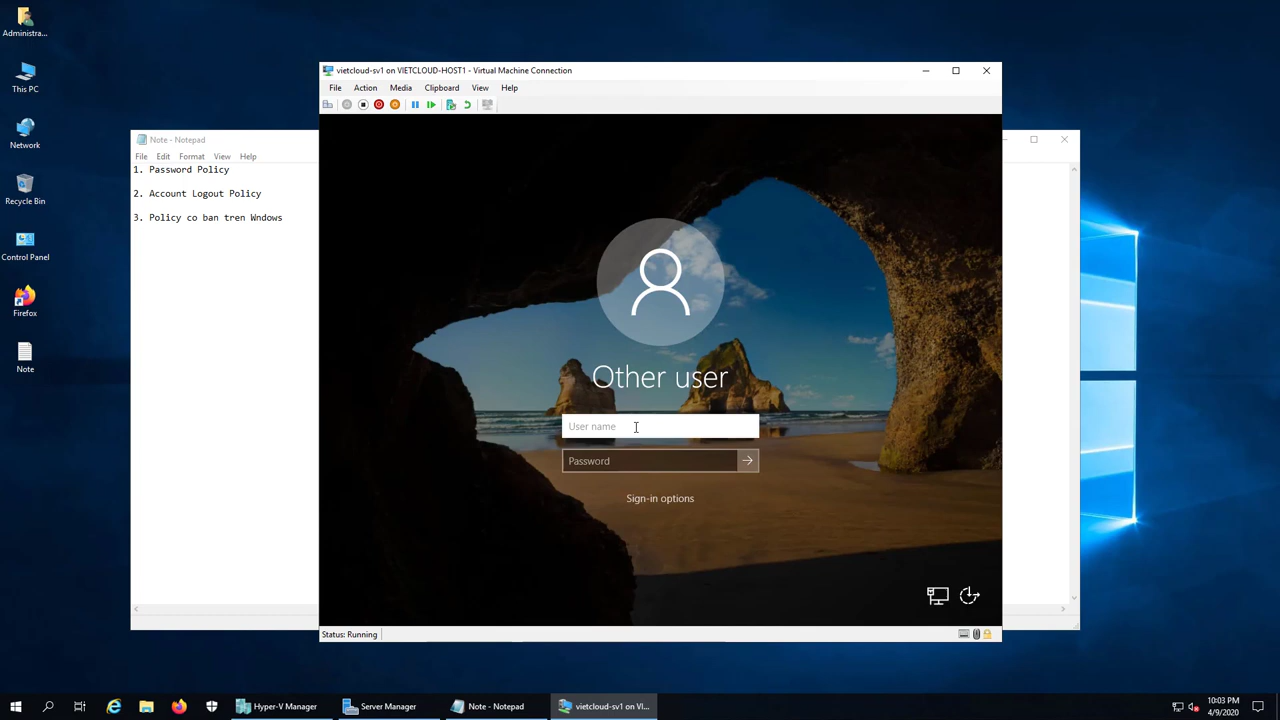 Administra...
This PC
Network
Recycle Bin
Control Panel
Firefox
Note
Note - Notepad
File Edit Format View Help
1. Password Policy
2. Account Logout Policy
3. Policy co ban tren Wndows
vietcloud-sv1 on VIETCLOUD-HOST1 - Virtual Machine Connection
File Action Media Clipboard View Help
Other user
User name
Password
Sign-in options
Status: Running
Hyper-V Manager
Server Manager
Note - Notepad
vietcloud-sv1 on VI...
10:03 PM
4/9/2020